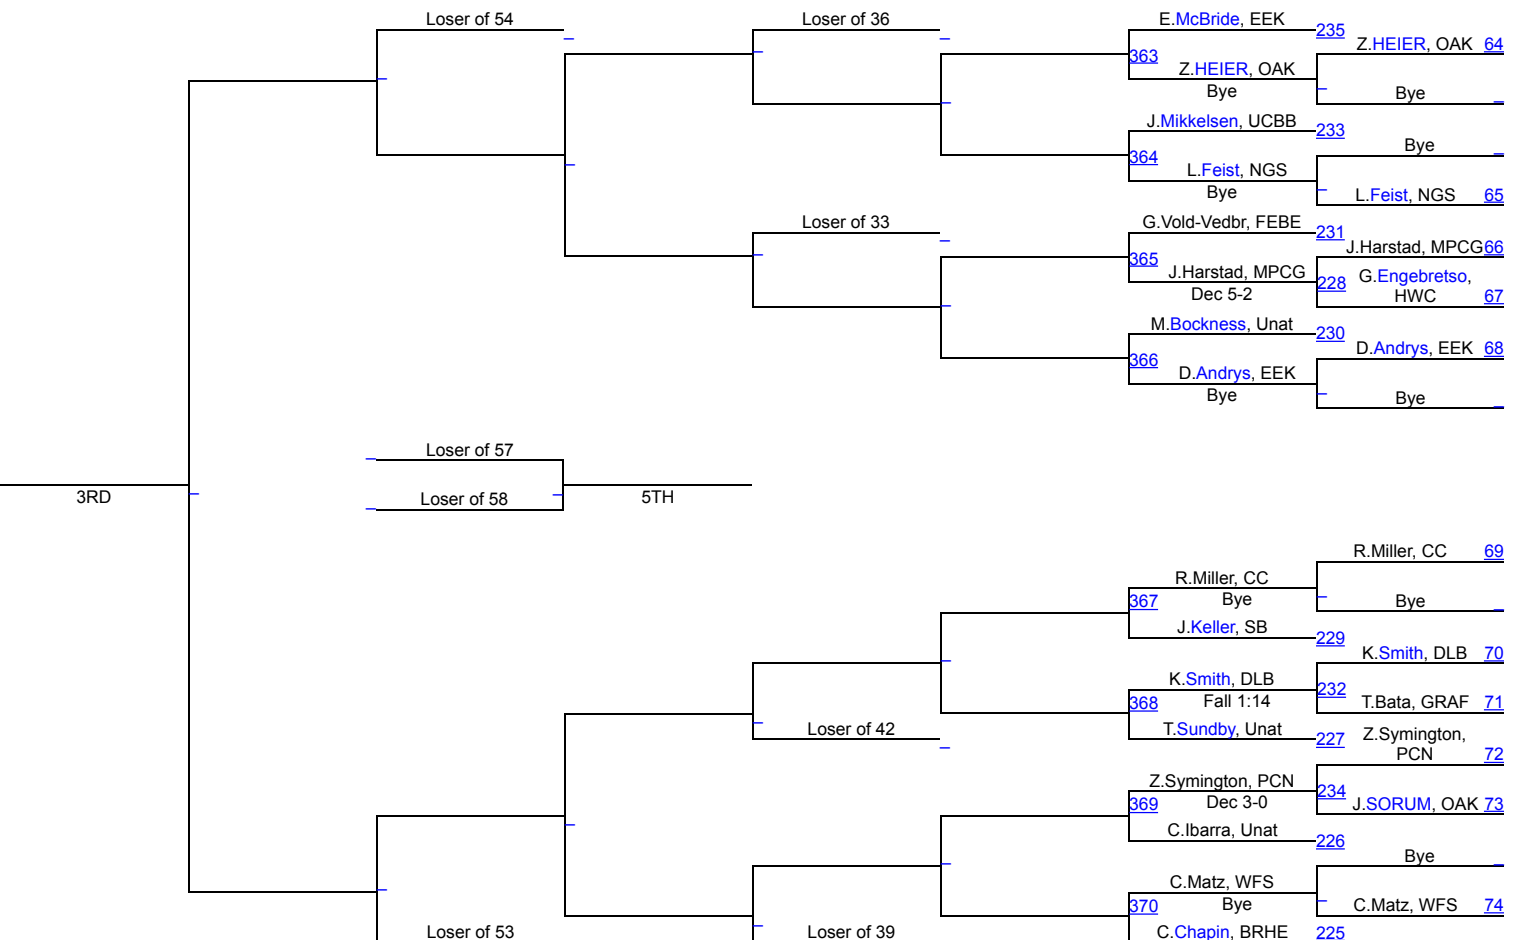 Loser of 54
Loser of 36
E.McBride, EEK
235
Z.HEIER, OAK 64
363
Z.HEIER, OAK
Bye
Bye
J.Mikkelsen, UCBB
233
Bye
364
L.Feist, NGS
Bye
L.Feist, NGS 65
Loser of 33
G.Vold-Vedbr, FEBE
231
J.Harstad, MPCG66
365
J.Harstad, MPCG
Dec 5-2
228
G.Engebretso,
HWC 67
M.Bockness, Unat
230
D.Andrys, EEK 68
366
D.Andrys, EEK
Bye
Bye
Loser of 57
3RD
Loser of 58
5TH
R.Miller, CC 69
R.Miller, CC
367
Bye
Bye
J.Keller, SB
229
K.Smith, DLB 70
K.Smith, DLB
232
368
Fall 1:14
T.Bata, GRAF 71
Loser of 42
T.Sundby, Unat
227
Z.Symington,
PCN 72
Z.Symington, PCN
234
369
Dec 3-0
J.SORUM, OAK 73
C.Ibarra, Unat
226
Bye
C.Matz, WFS
370
Bye
C.Matz, WFS 74
Loser of 53
Loser of 39
C.Chapin, BRHE
225